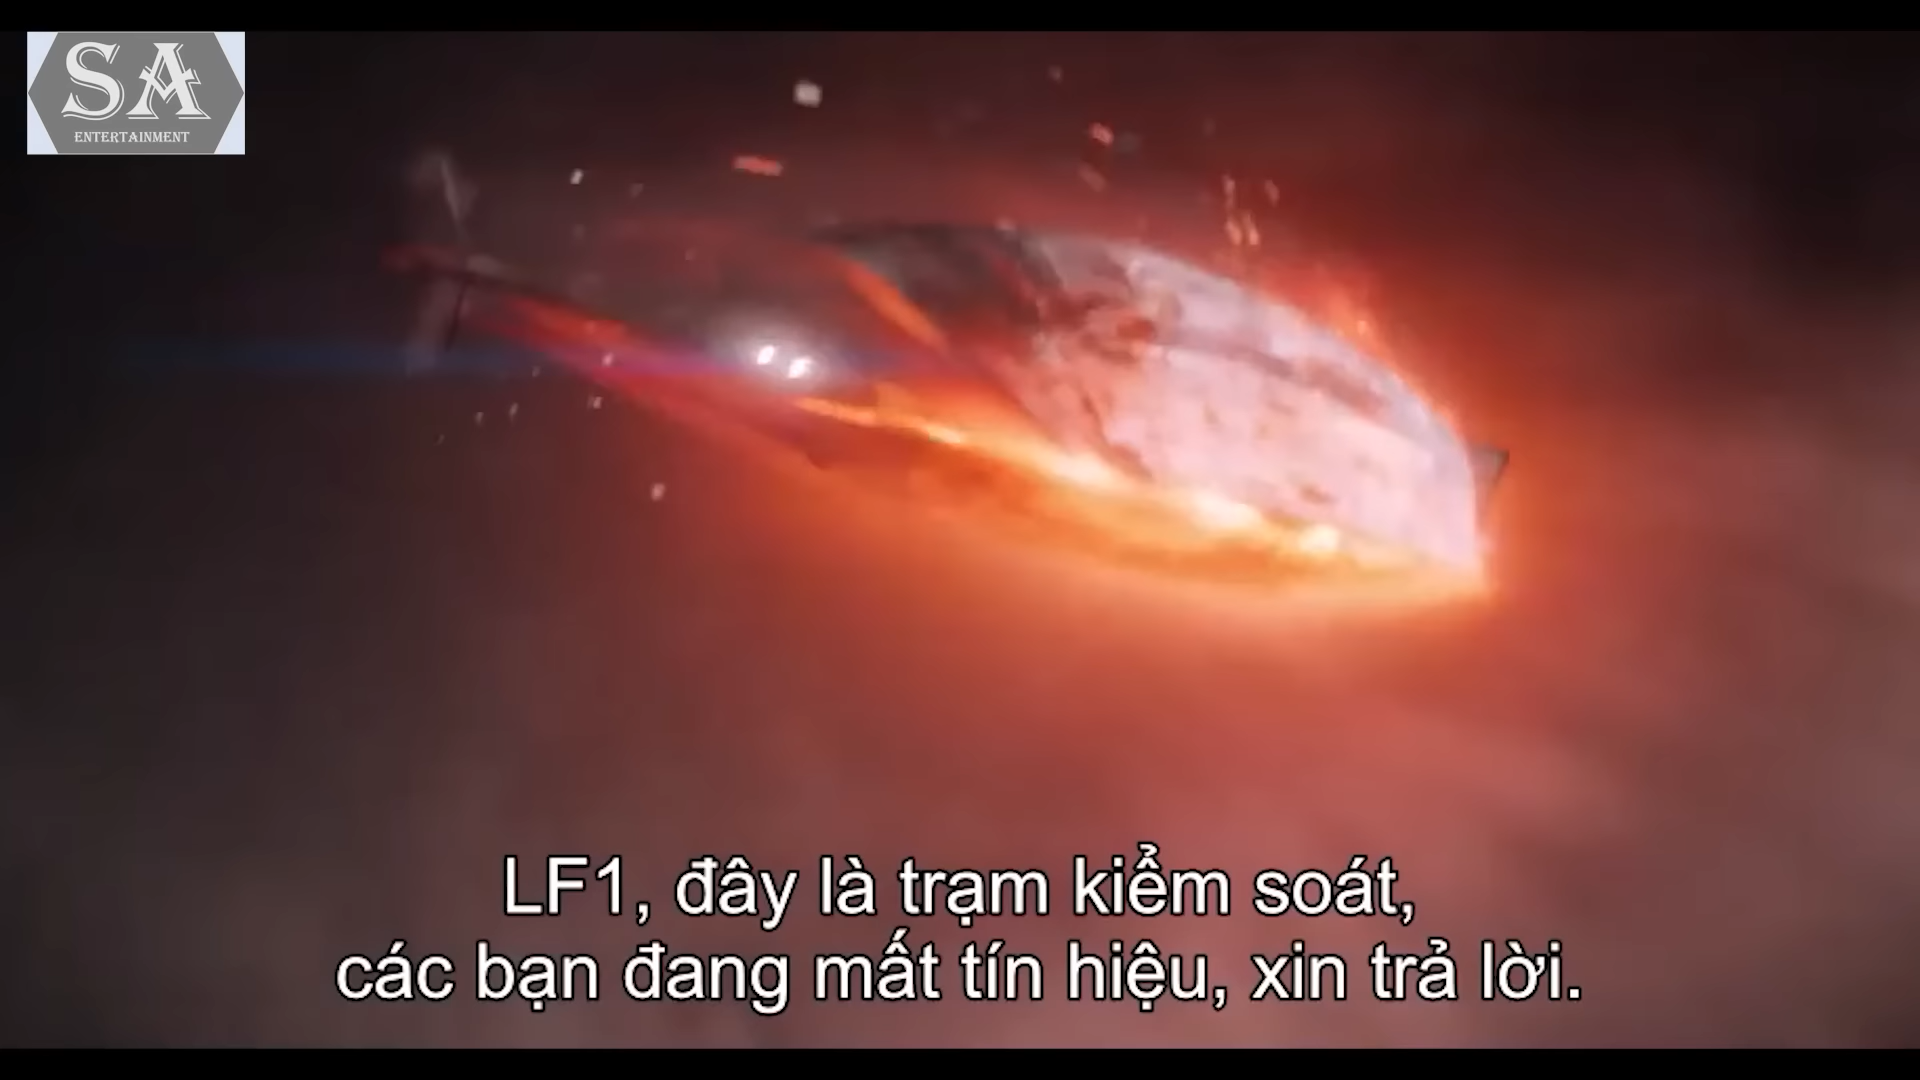 SA
ENTERTAINMENT
LF1, đây là trạm kiểm soát,
các bạn đang mất tín hiệu, xin trả lời.